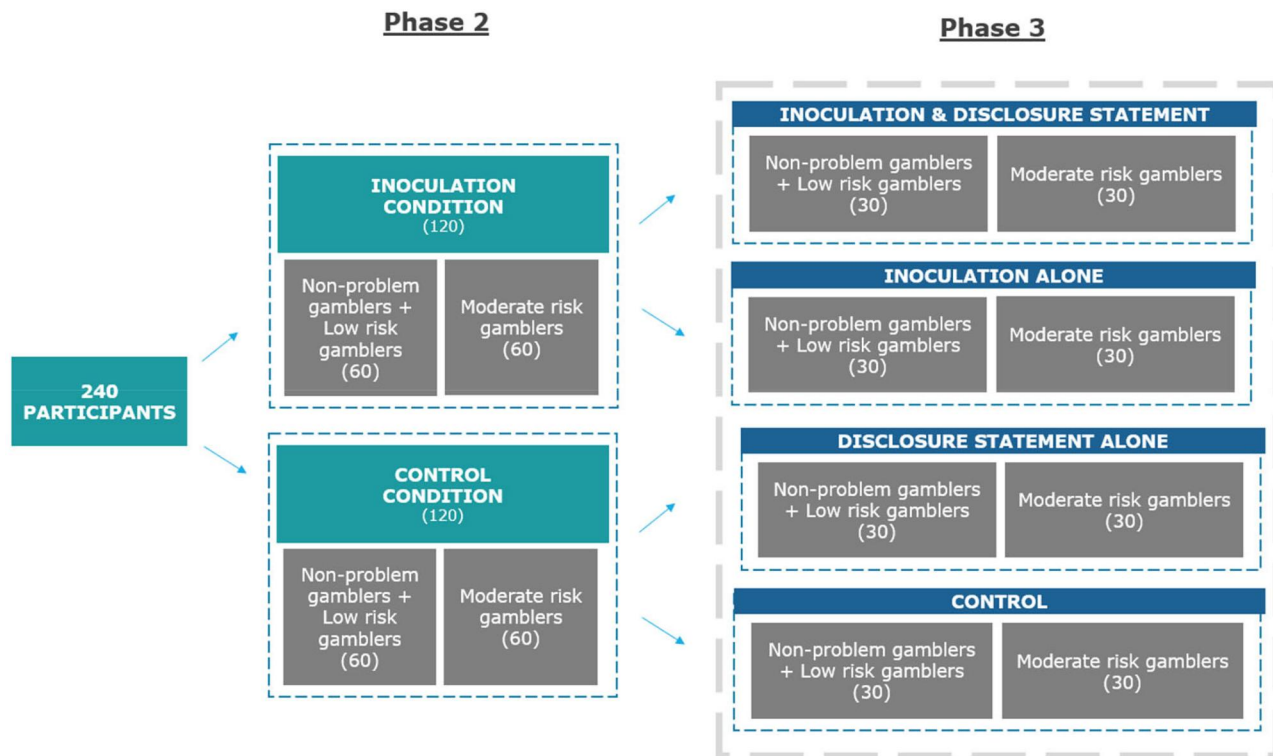 Phase 2
Phase 3
240
PARTICIPANTS
INOCULATION
CONDITION
(120)
Non-problem
gamblers +
Low risk
gamblers
(60)
Moderate risk
gamblers
(60)
CONTROL
CONDITION
(120)
Non-problem
gamblers +
Low risk
gamblers
(60)
Moderate risk
gamblers
(60)
INOCULATION & DISCLOSURE STATEMENT
Non-problem gamblers
+ Low risk gamblers
(30)
Moderate risk gamblers
(30)
INOCULATION ALONE
Non-problem gamblers
+ Low risk gamblers
(30)
Moderate risk gamblers
(30)
DISCLOSURE STATEMENT ALONE
Non-problem gamblers
+ Low risk gamblers
(30)
Moderate risk gamblers
(30)
CONTROL
Non-problem gamblers
+ Low risk gamblers
(30)
Moderate risk gamblers
(30)